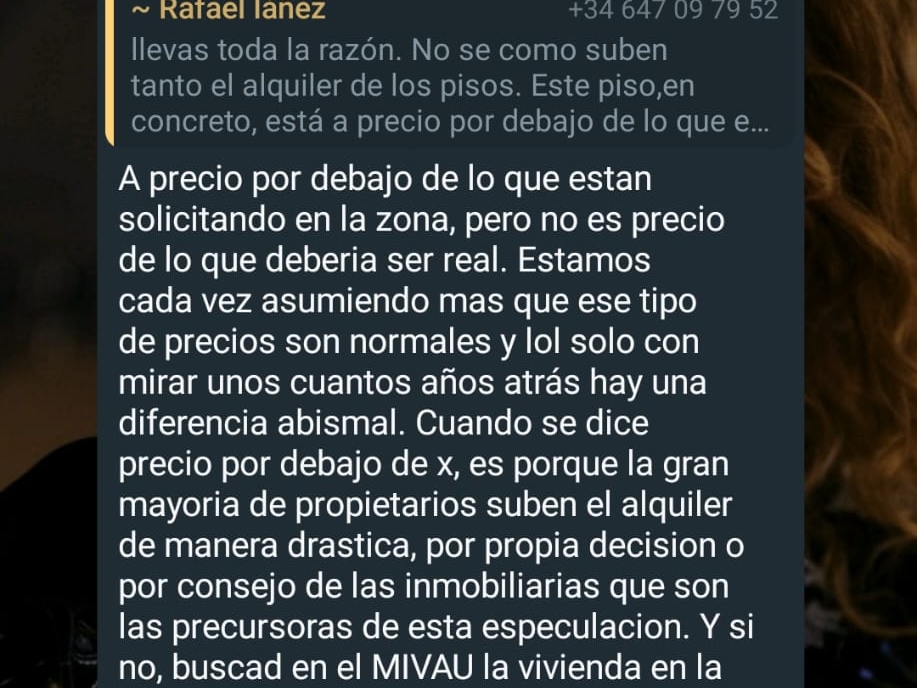 ~ Rafael Iañez +34 647 09 79 52
llevas toda la razón. No se como suben
tanto el alquiler de los pisos. Este piso,en
concreto, está a precio por debajo de lo que e...
A precio por debajo de lo que estan
solicitando en la zona, pero no es precio
de lo que deberia ser real. Estamos
cada vez asumiendo mas que ese tipo
de precios son normales y lol solo con
mirar unos cuantos años atrás hay una
diferencia abismal. Cuando se dice
precio por debajo de x, es porque la gran
mayoria de propietarios suben el alquiler
de manera drastica, por propia decision o
por consejo de las inmobiliarias que son
las precursoras de esta especulacion. Y si
no, buscad en el MIVAU la vivienda en la